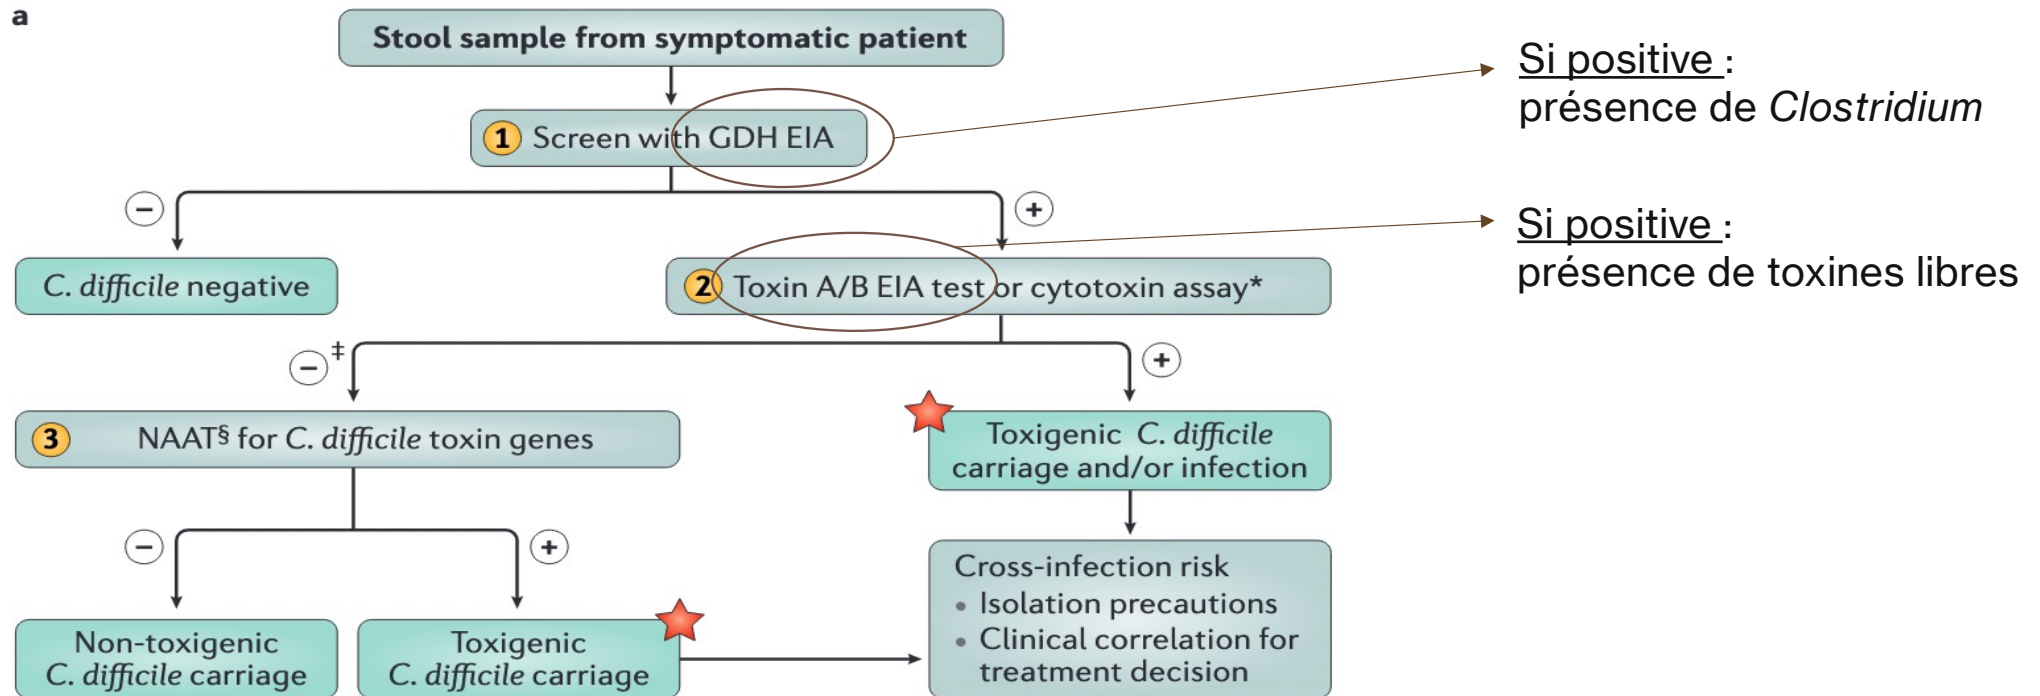 a
Stool sample from symptomatic patient
1 Screen with GDH EIA
Si positive :
présence de Clostridium
−
+
Si positive :
présence de toxines libres
C. difficile negative
2 Toxin A/B EIA test or cytotoxin assay*
−‡
+
3 NAAT§ for C. difficile toxin genes
Toxigenic C. difficile
carriage and/or infection
−
+
Cross-infection risk
• Isolation precautions
• Clinical correlation for
treatment decision
Non-toxigenic
C. difficile carriage
Toxigenic
C. difficile carriage